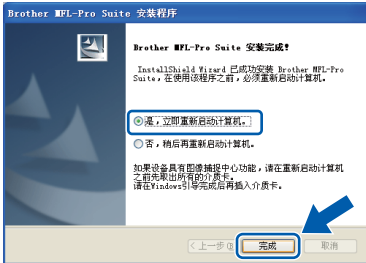 Brother MFL-Pro Suite 安装程序
Brother MFL-Pro Suite 安装完成!
InstallShield Wizard 已成功安装 Brother MFL-Pro
Suite，在使用该程序之前，必须重新启动计算机。
是，立即重新启动计算机。
否，稍后再重新启动计算机。
如果设备具有图像捕捉中心功能，请在重新启动计算机
之前先取出所有的介质卡。
请在Windows引导完成后再插入介质卡。
< 上一步(B)
完成
取消